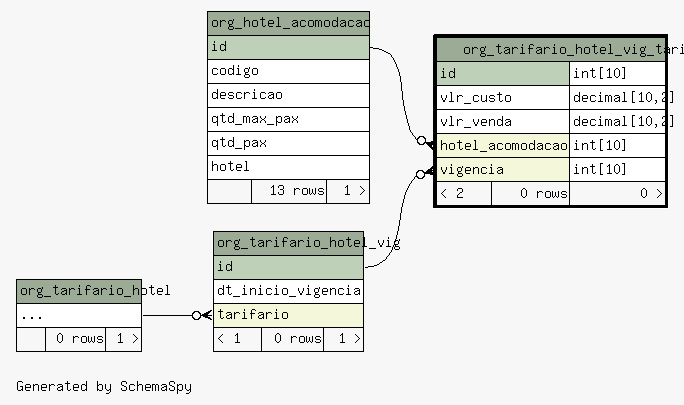 org_hotel_acomodacao
id
codigo
descricao
qtd_max_pax
qtd_pax
hotel
13 rows 1 >
org_tarifario_hotel_vig_tari
id int[10]
vlr_custo decimal[10,2]
vlr_venda decimal[10,2]
hotel_acomodacao int[10]
vigencia int[10]
< 2 0 rows 0 >
org_tarifario_hotel_vig
id
dt_inicio_vigencia
tarifario
< 1 0 rows 1 >
org_tarifario_hotel
...
0 rows 1 >
Generated by SchemaSpy